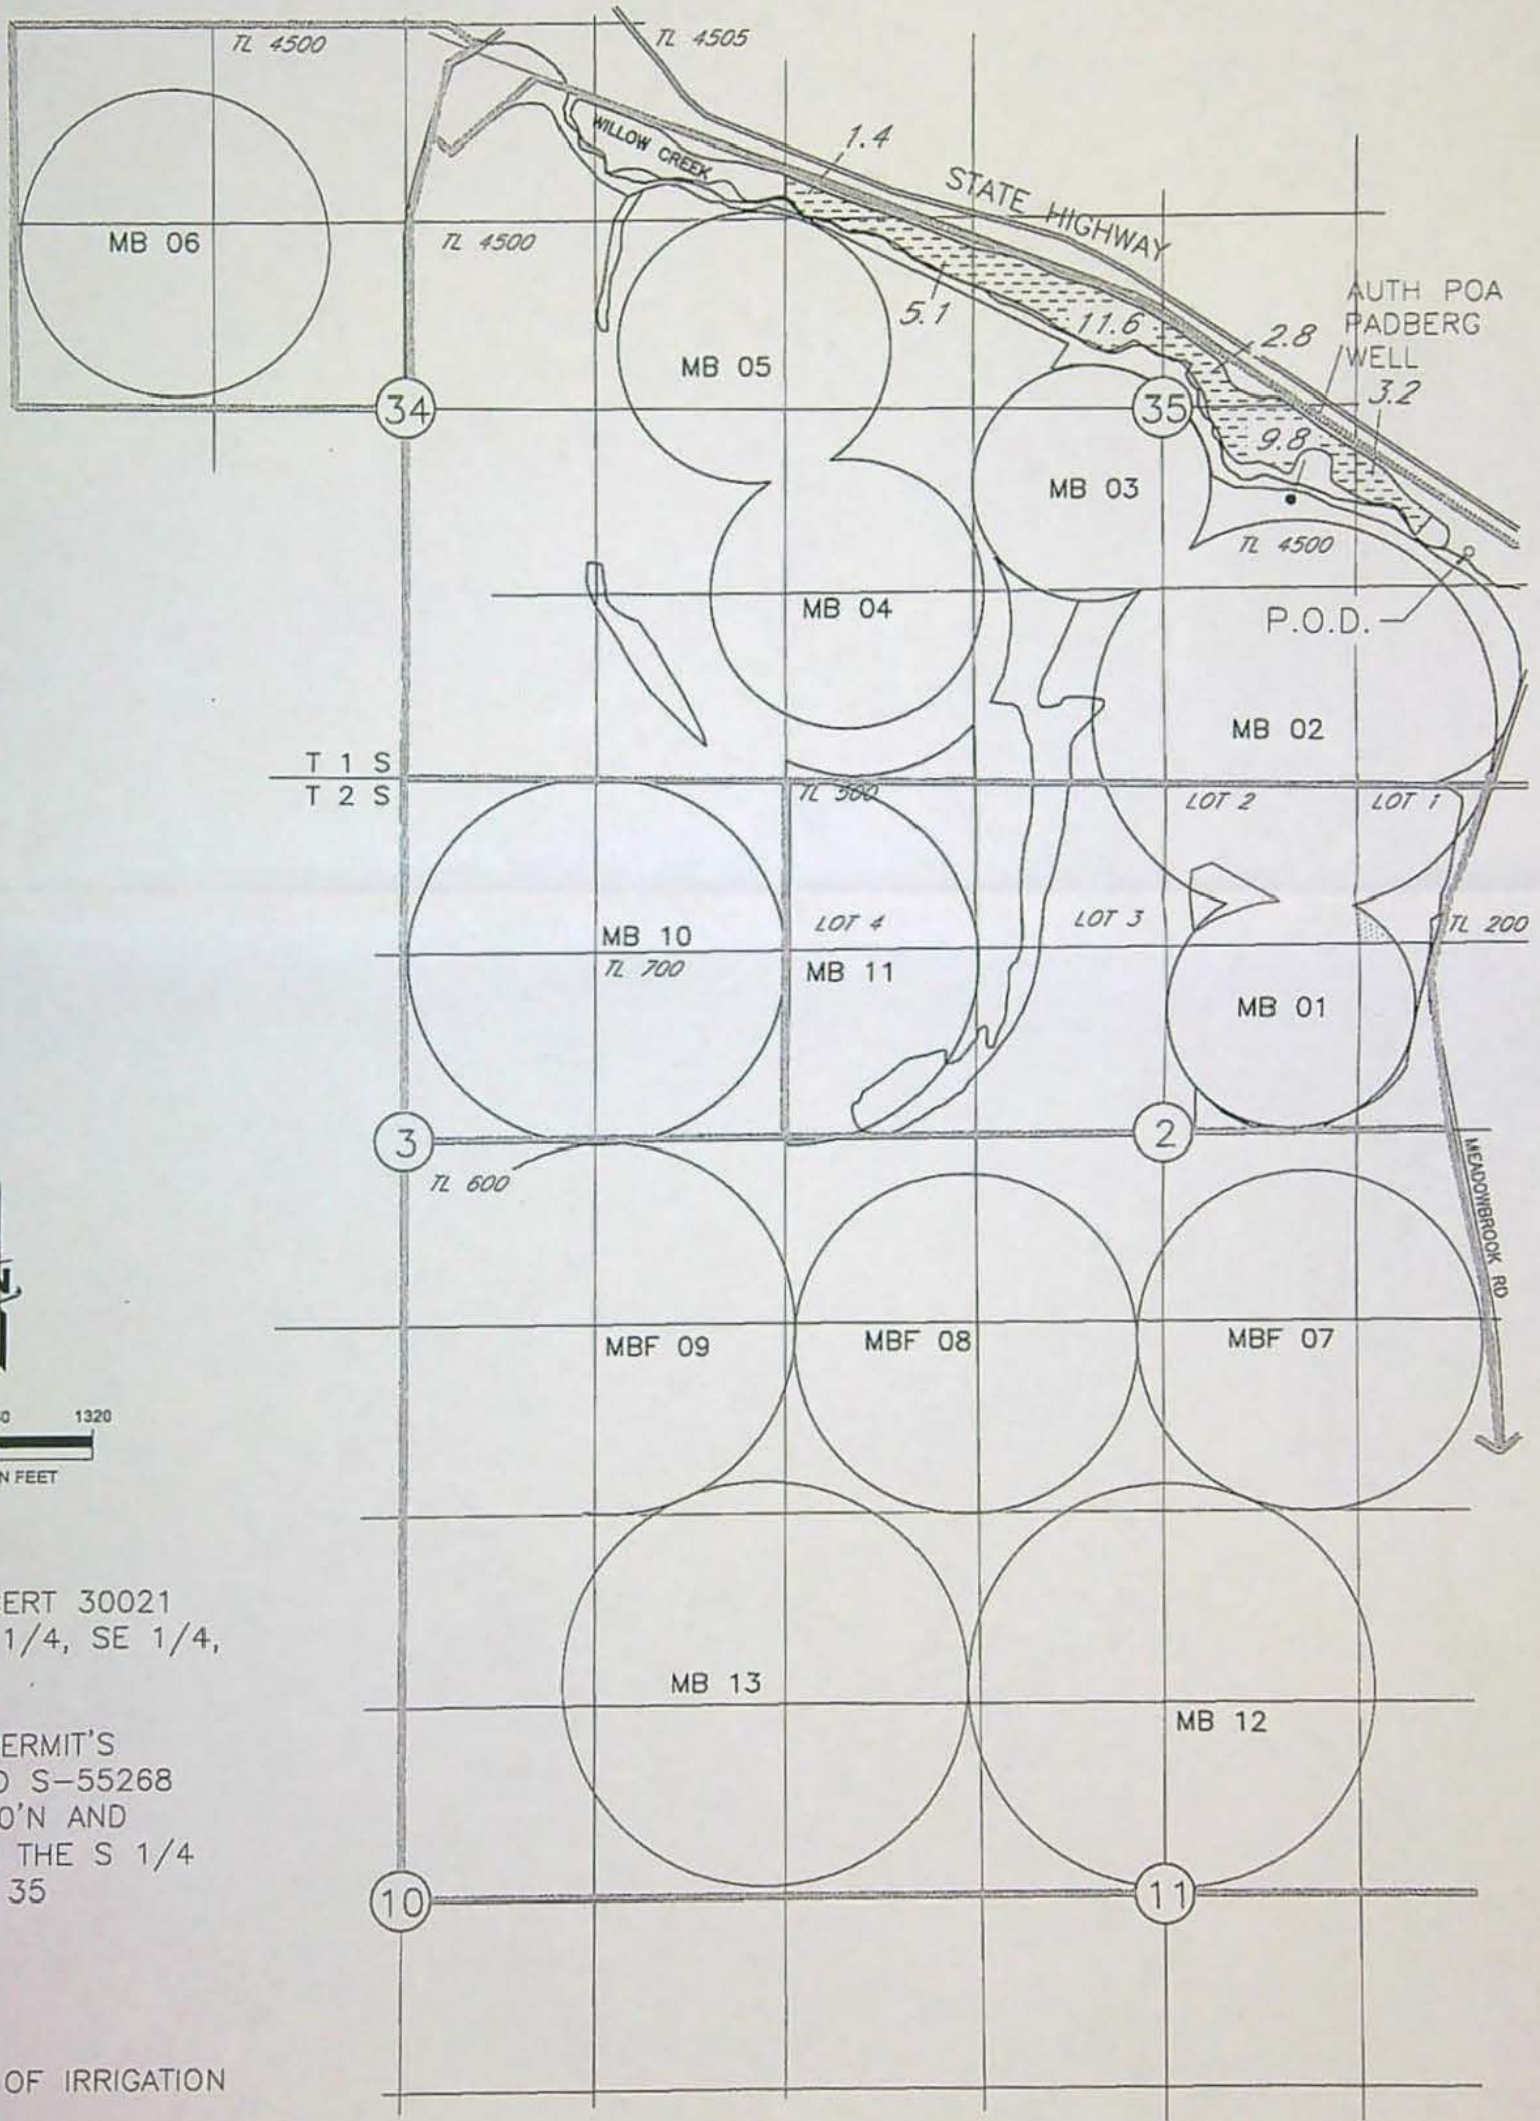 TL 4500
TL 4505
WILLOW CREEK
1.4
STATE HIGHWAY
MB 06
TL 4500
5.1
11.6
2.8
AUTH POA
PADBERG
WELL
3.2
MB 05
34
35
9.8
MB 03
TL 4500
MB 04
P.O.D.
MB 02
T 1 S
T 2 S
TL 500
LOT 2
LOT 1
MB 10
TL 700
LOT 4
LOT 3
TL 200
MB 11
MB 01
3
2
TL 600
MEADOWBROOK RD
N
MBF 09
MBF 08
MBF 07
0 1320
N FEET
ERT 30021
1/4, SE 1/4,
MB 13
MB 12
ERMIT'S
S-55268
0'N AND
THE S 1/4
35
10
11
OF IRRIGATION